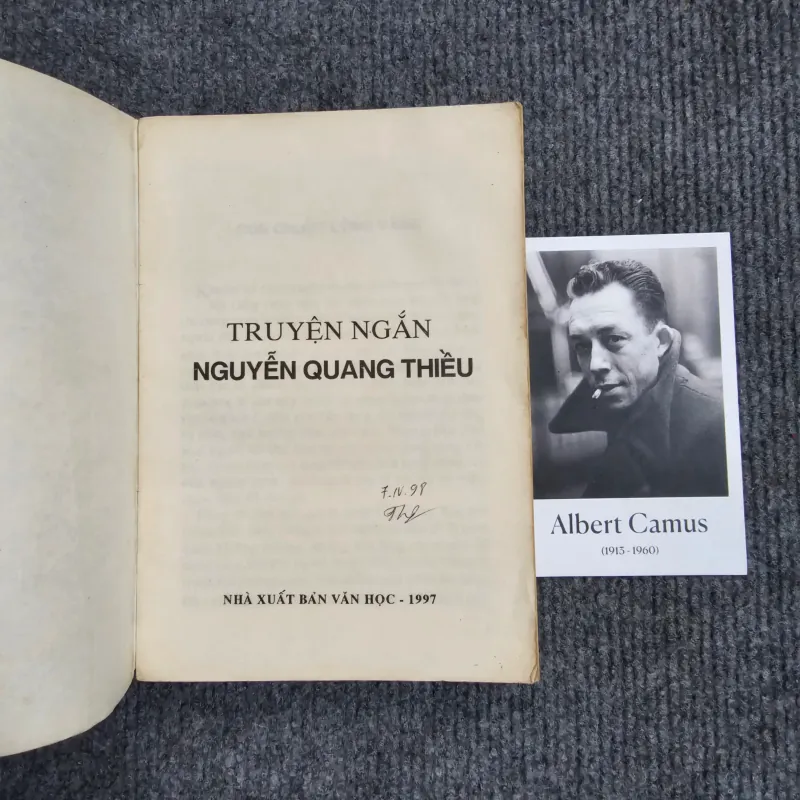 TRUYỆN NGẮN
NGUYỄN QUANG THIỀU
7.IV.98
NHÀ XUẤT BẢN VĂN HỌC - 1997
Albert Camus
(1913 - 1960)